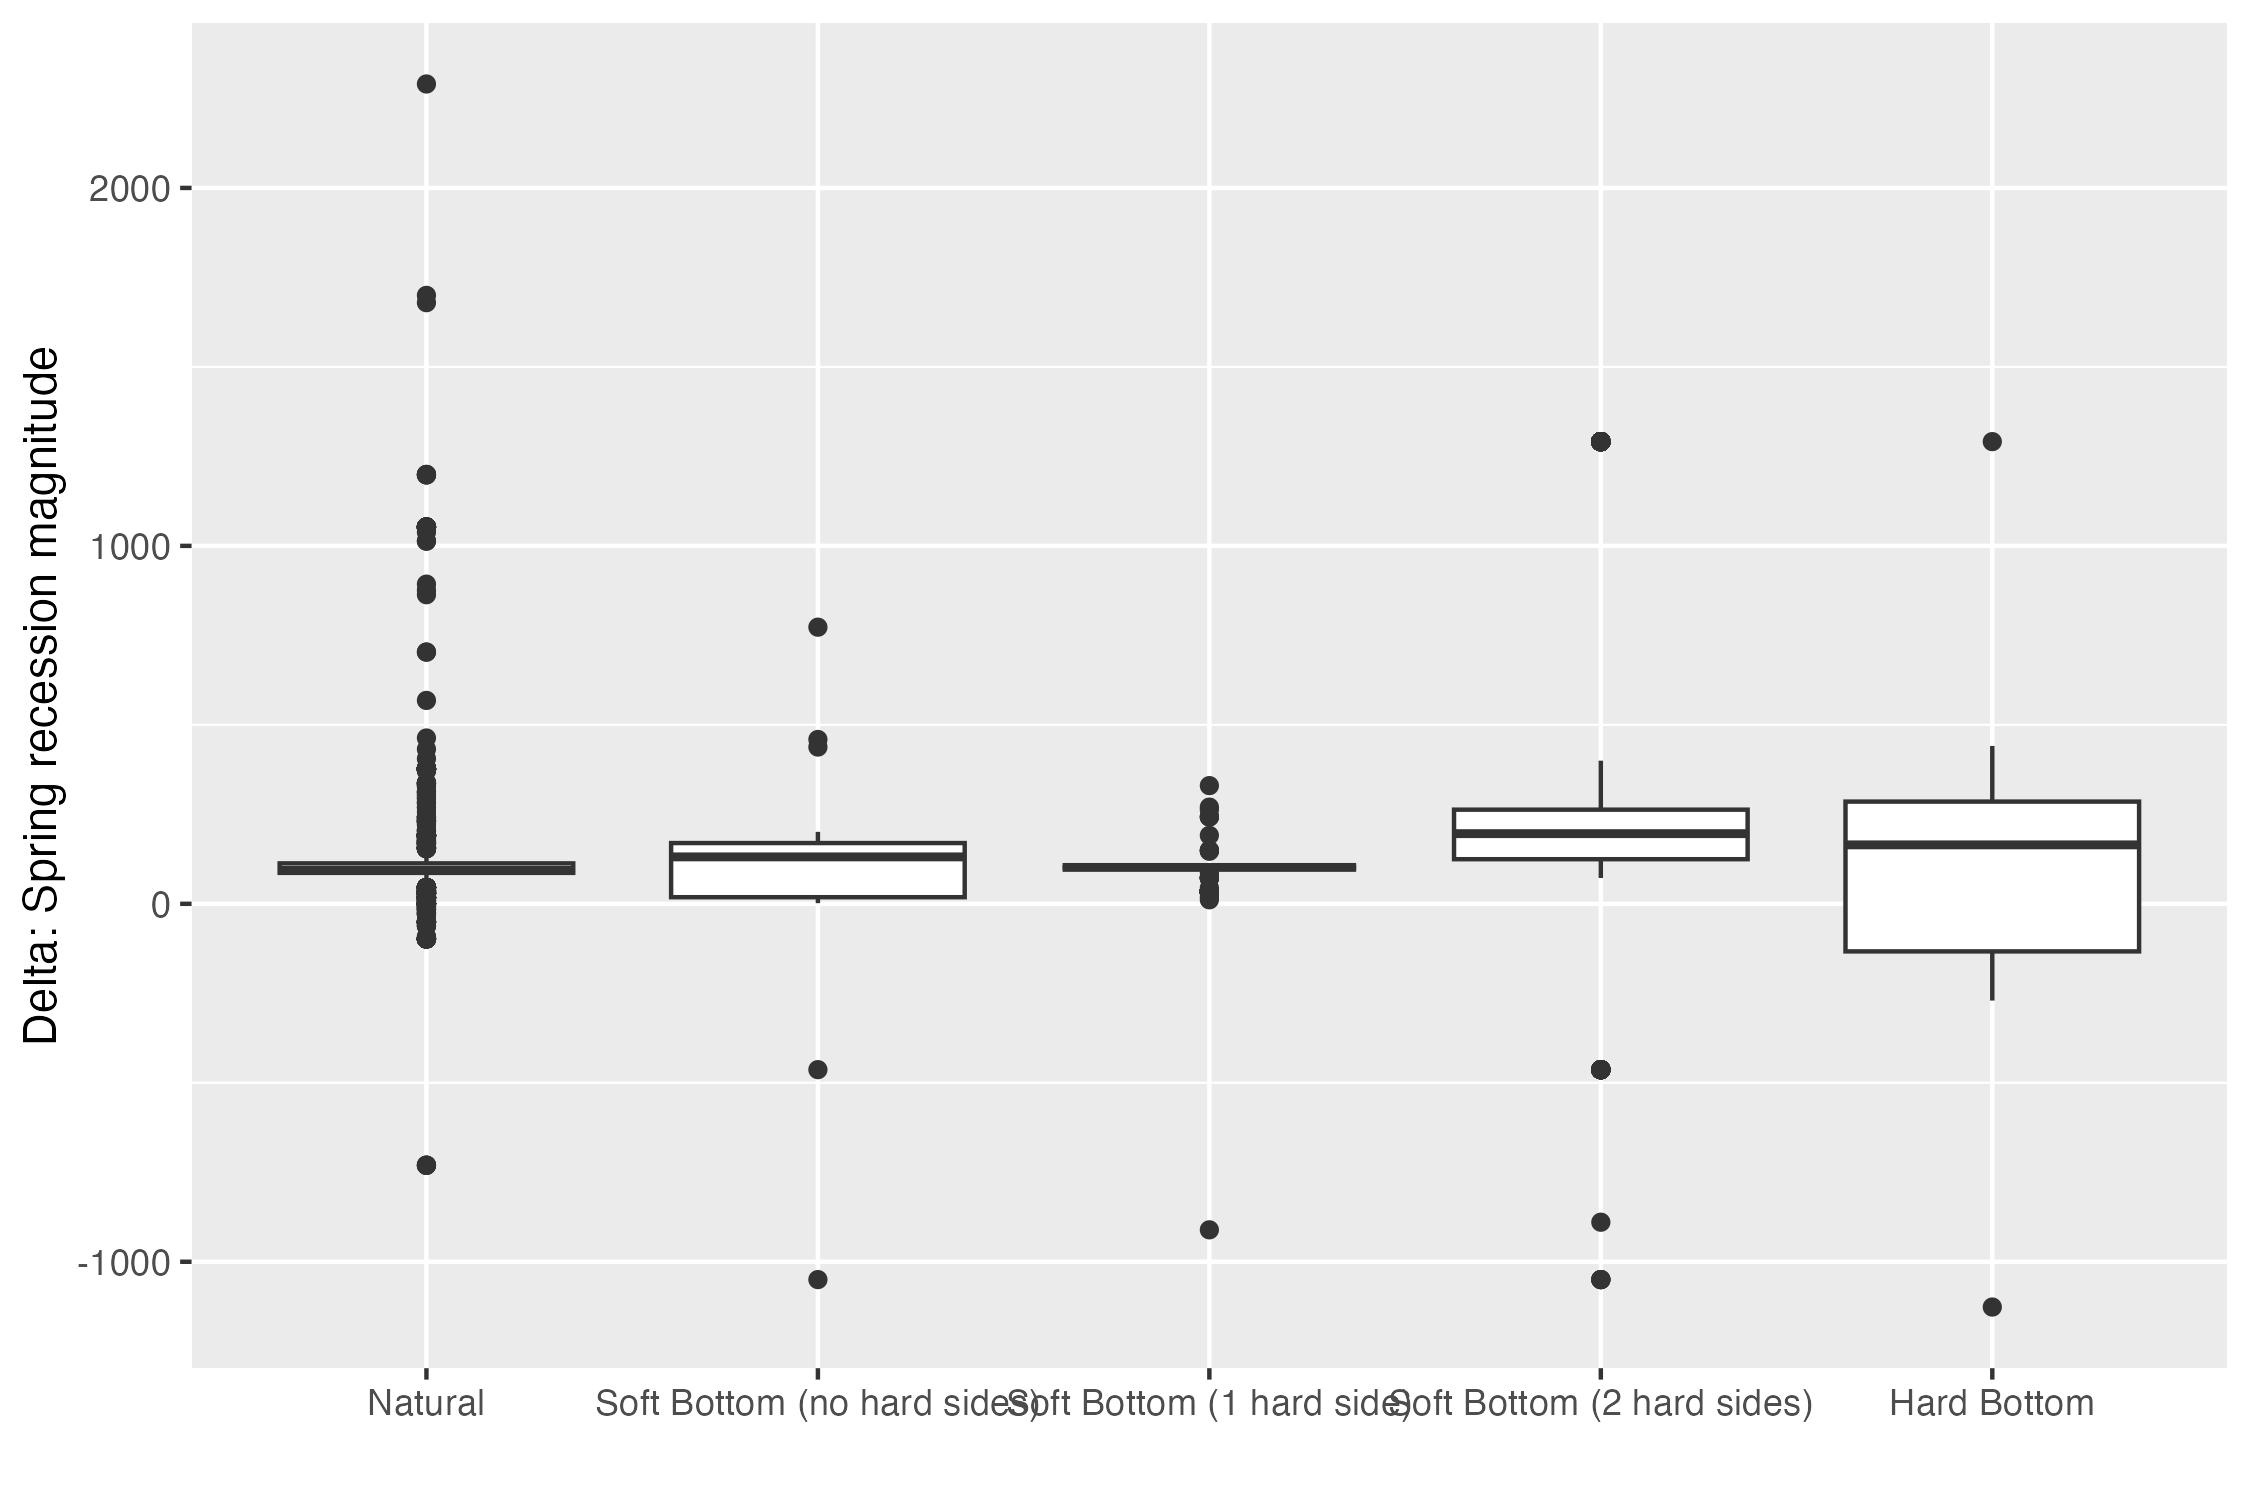 Delta: Spring recession magnitude
2000
1000
0
-1000
Natural
Soft Bottom (no hard sides)
Soft Bottom (1 hard side)
Soft Bottom (2 hard sides)
Hard Bottom